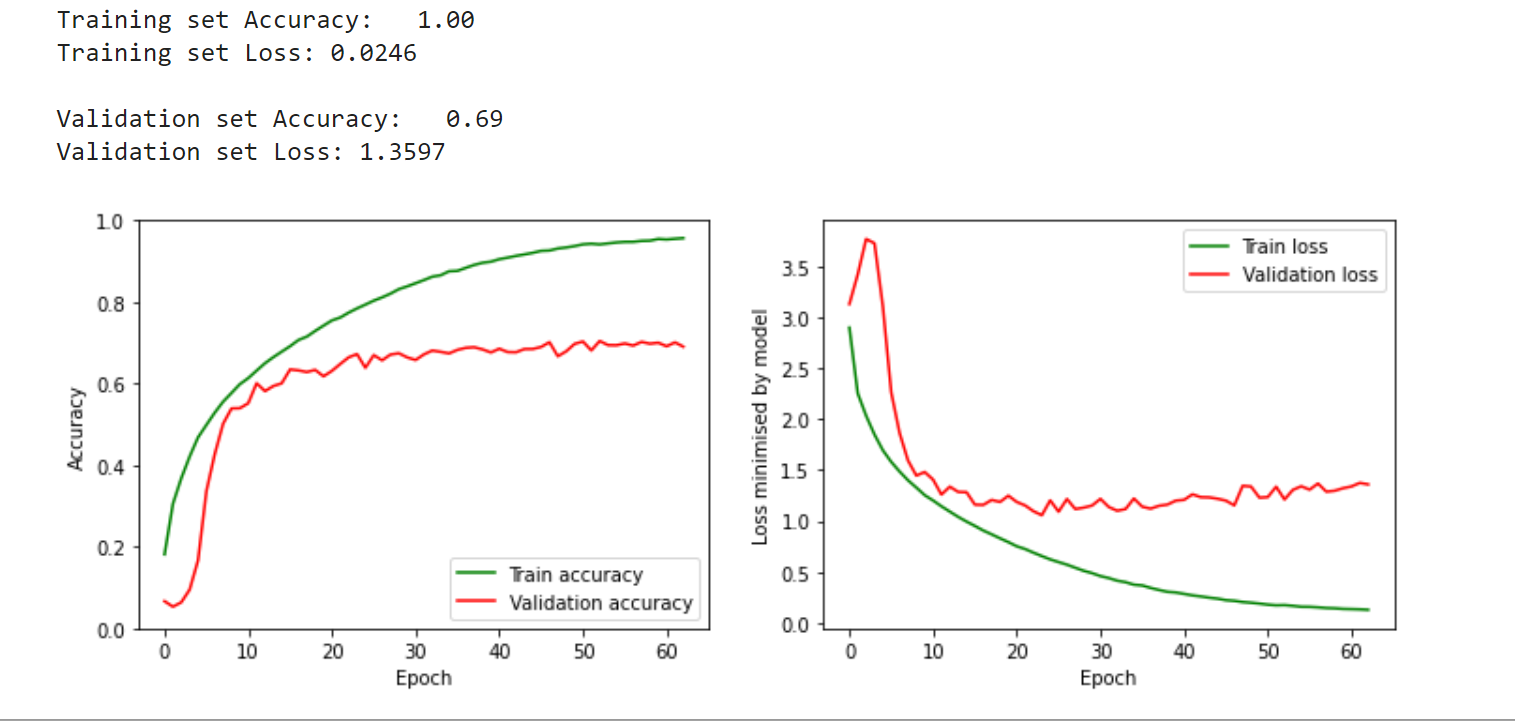 Training set Accuracy:   1.00
Training set Loss: 0.0246
Validation set Accuracy:   0.69
Validation set Loss: 1.3597
1.0
0.8
0.6
0.4
0.2
0.0
Accuracy
0 10 20 30 40 50 60
Epoch
Train accuracy
Validation accuracy
3.5
3.0
2.5
2.0
1.5
1.0
0.5
0.0
Loss minimised by model
0 10 20 30 40 50 60
Epoch
Train loss
Validation loss